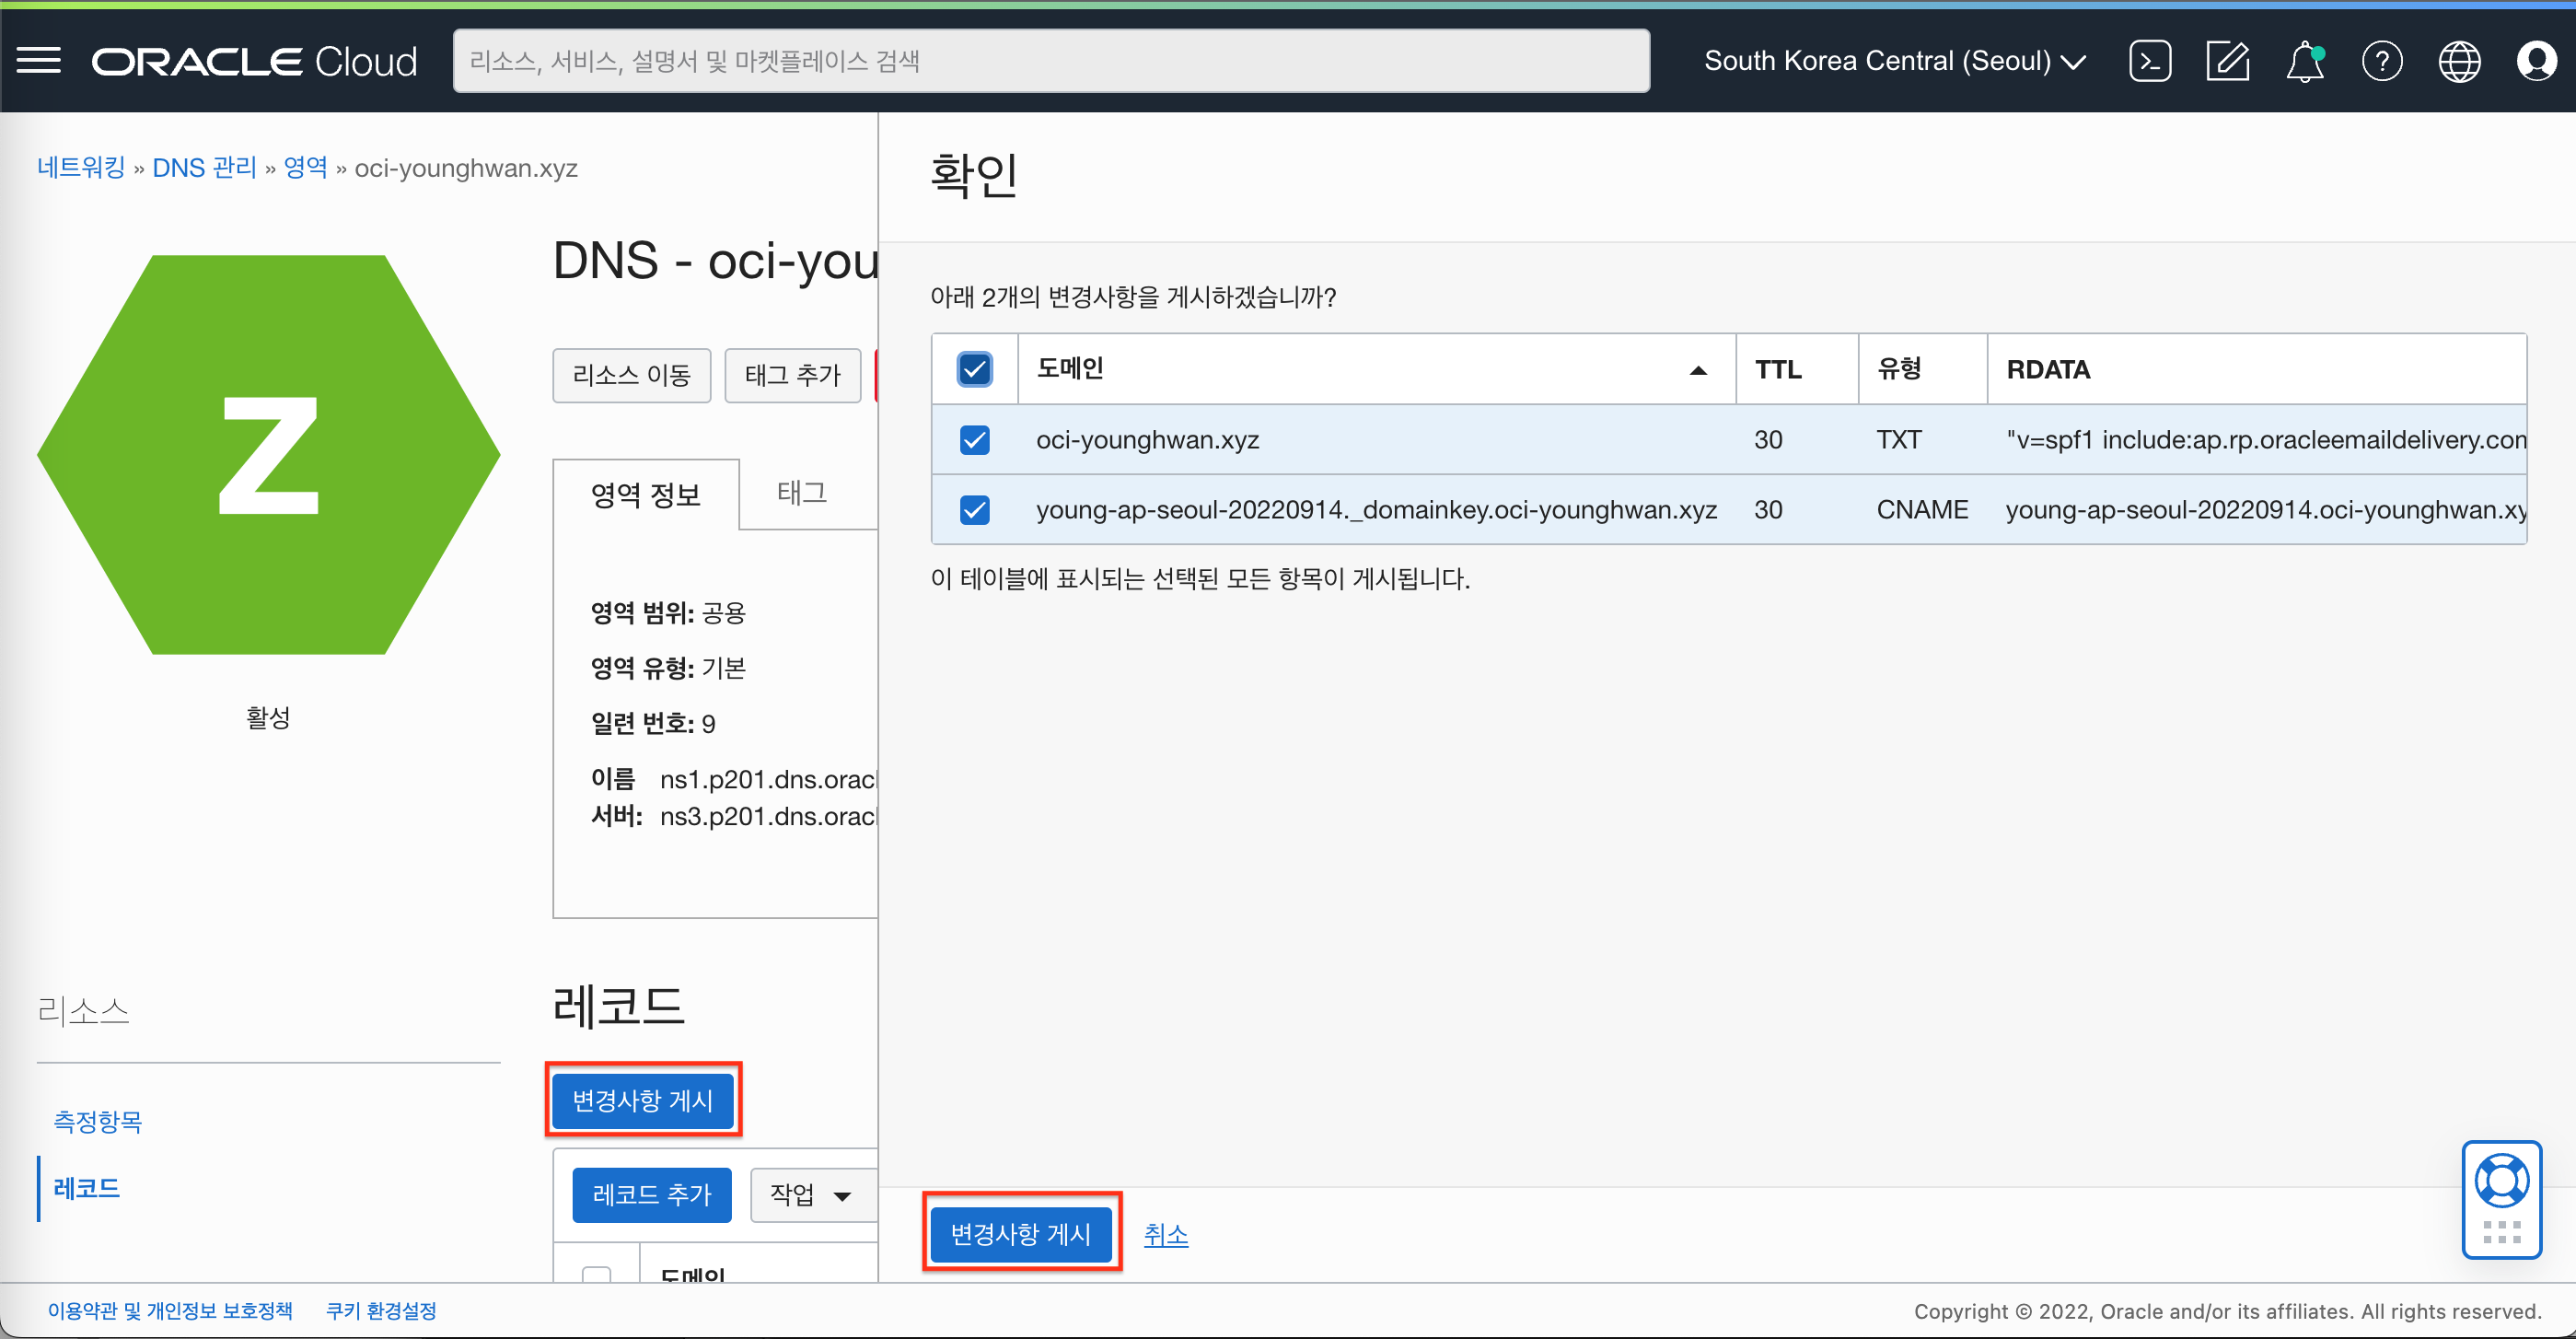 ORACLE Cloud
리소스, 서비스, 설명서 및 마켓플레이스 검색
South Korea Central (Seoul)
네트워킹 » DNS 관리 » 영역 » oci-younghwan.xyz
Z
활성
DNS - oci-you
리소스 이동
태그 추가
영역 정보
태그
영역 범위: 공용
영역 유형: 기본
일련 번호: 9
이름 서버:
ns1.p201.dns.oracl
ns3.p201.dns.oracl
리소스
측정항목
레코드
레코드
변경사항 게시
레코드 추가
작업
도메인
확인
아래 2개의 변경사항을 게시하겠습니까?
도메인 TTL 유형 RDATA
oci-younghwan.xyz 30 TXT "v=spf1 include:ap.rp.oracleemaildelivery.com
young-ap-seoul-20220914._domainkey.oci-younghwan.xyz 30 CNAME young-ap-seoul-20220914.oci-younghwan.xy
이 테이블에 표시되는 선택된 모든 항목이 게시됩니다.
변경사항 게시
취소
이용약관 및 개인정보 보호정책
쿠키 환경설정
Copyright © 2022, Oracle and/or its affiliates. All rights reserved.